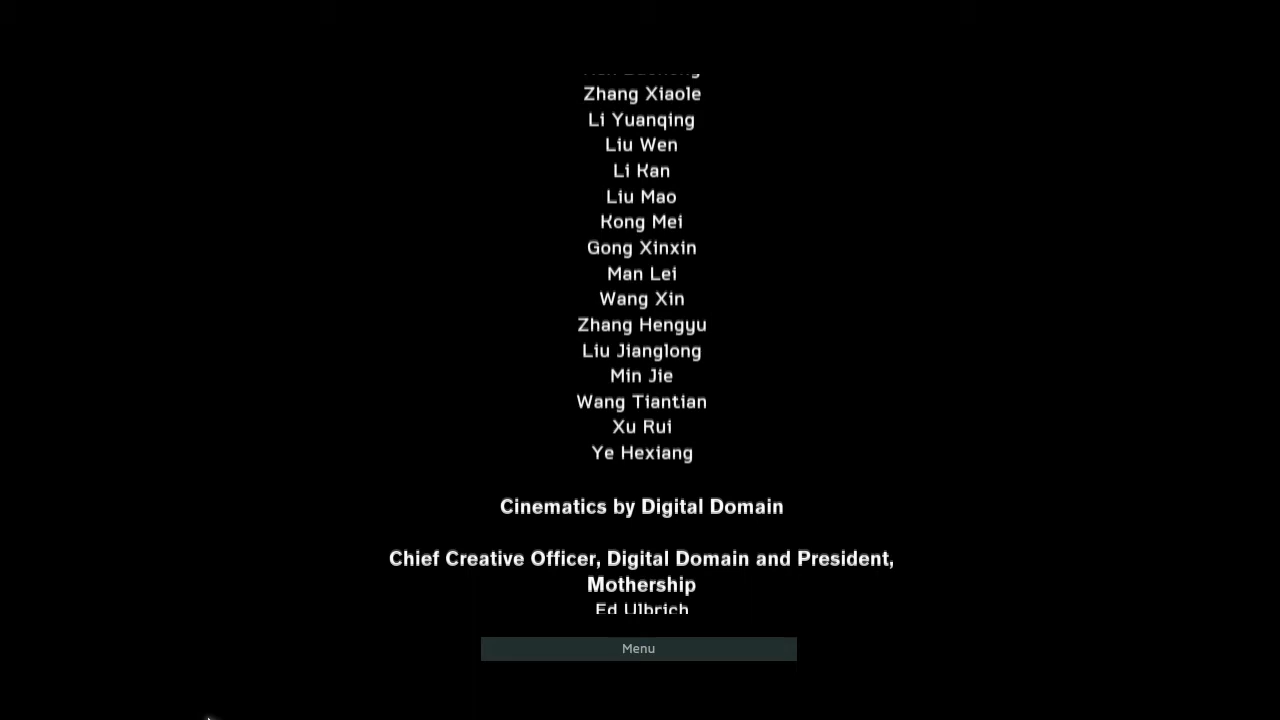 Zhang Xiaole
Li Yuanqing
Liu Wen
Li Kan
Liu Mao
Kong Mei
Gong Xinxin
Man Lei
Wang Xin
Zhang Hengyu
Liu Jianglong
Min Jie
Wang Tiantian
Xu Rui
Ye Hexiang
Cinematics by Digital Domain
Chief Creative Officer, Digital Domain and President,
Mothership
Ed Ulbrich
Menu